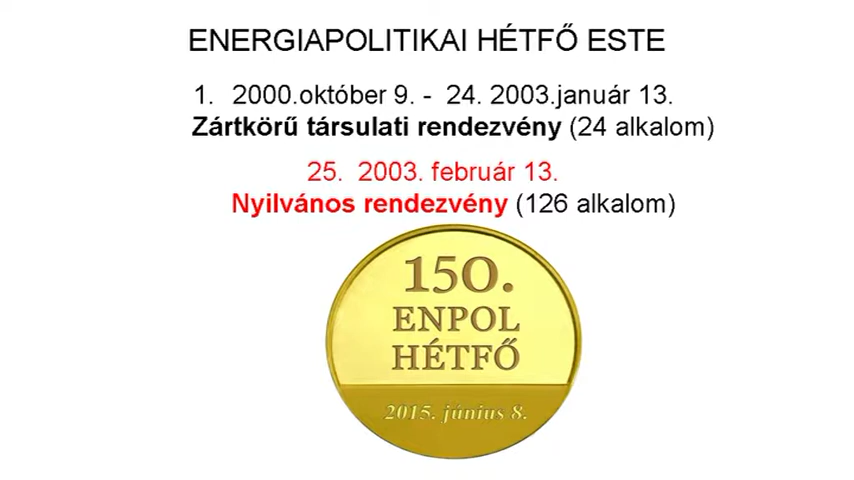 ENERGIAPOLITIKAI HÉTFŐ ESTE
1. 2000.október 9. - 24. 2003.január 13.
Zártkörű társulati rendezvény (24 alkalom)
25. 2003. február 13.
Nyilvános rendezvény (126 alkalom)
150.
ENPOL
HÉTFŐ
2015. június 8.